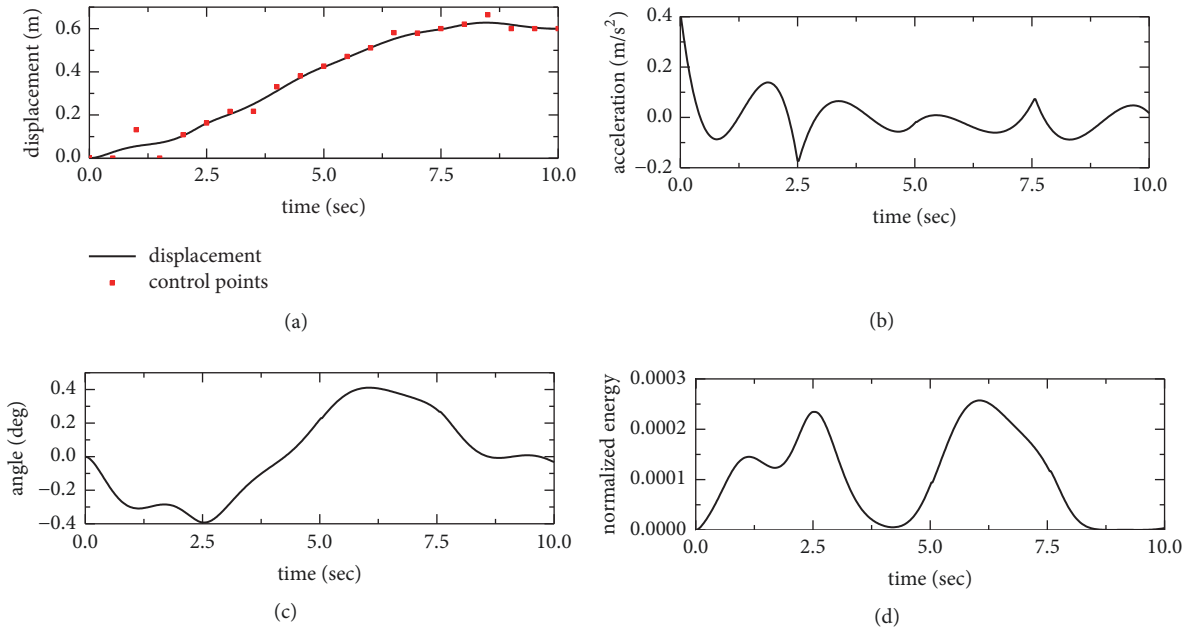 displacement (m)
0.6
0.4
0.2
0.0
0.0 2.5 5.0 7.5 10.0
time (sec)
displacement
control points
(a)
acceleration (m/s²)
0.4
0.2
0.0
−0.2
0.0 2.5 5.0 7.5 10.0
time (sec)
(b)
angle (deg)
0.4
0.2
0.0
−0.2
−0.4
0.0 2.5 5.0 7.5 10.0
time (sec)
(c)
normalized energy
0.0003
0.0002
0.0001
0.0000
0.0 2.5 5.0 7.5 10.0
time (sec)
(d)